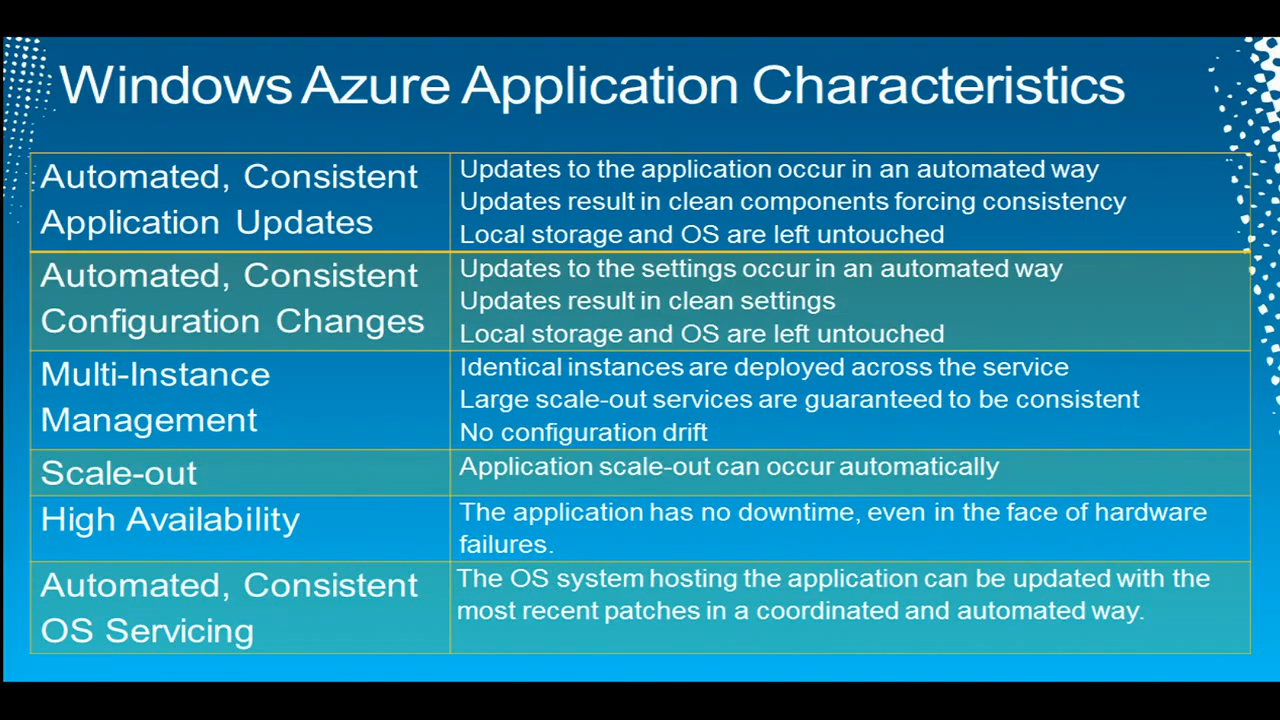 Windows Azure Application Characteristics
Automated, Consistent
Application Updates
Updates to the application occur in an automated way
Updates result in clean components forcing consistency
Local storage and OS are left untouched
Automated, Consistent
Configuration Changes
Updates to the settings occur in an automated way
Updates result in clean settings
Local storage and OS are left untouched
Multi-Instance
Management
Identical instances are deployed across the service
Large scale-out services are guaranteed to be consistent
No configuration drift
Scale-out
Application scale-out can occur automatically
High Availability
The application has no downtime, even in the face of hardware
failures.
Automated, Consistent
OS Servicing
The OS system hosting the application can be updated with the
most recent patches in a coordinated and automated way.